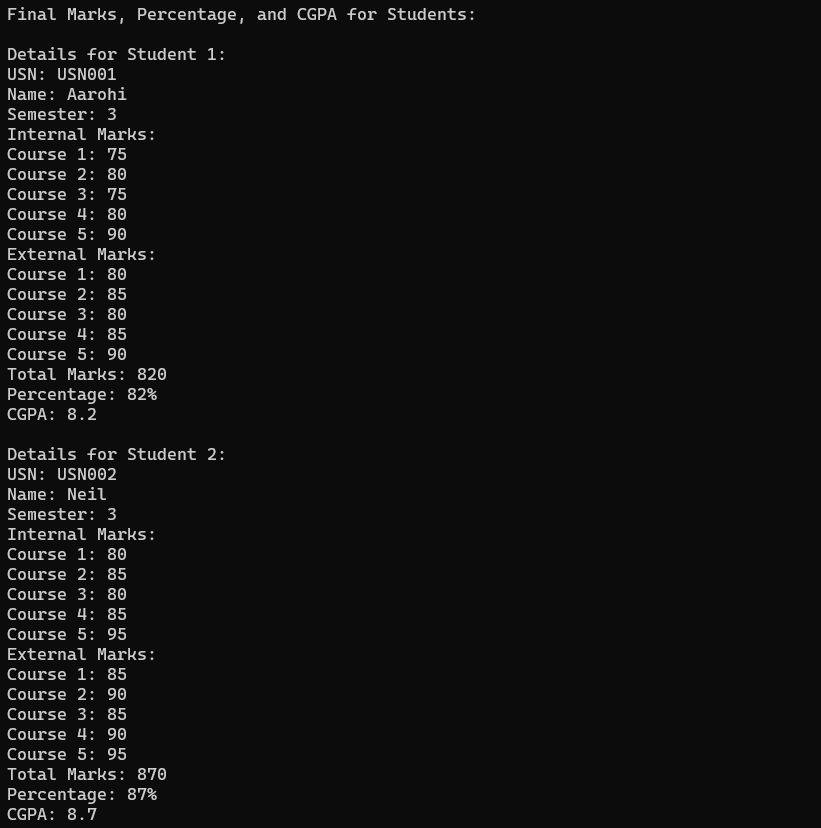 Final Marks, Percentage, and CGPA for Students:
Details for Student 1:
USN: USN001
Name: Aarohi
Semester: 3
Internal Marks:
Course 1: 75
Course 2: 80
Course 3: 75
Course 4: 80
Course 5: 90
External Marks:
Course 1: 80
Course 2: 85
Course 3: 80
Course 4: 85
Course 5: 90
Total Marks: 820
Percentage: 82%
CGPA: 8.2
Details for Student 2:
USN: USN002
Name: Neil
Semester: 3
Internal Marks:
Course 1: 80
Course 2: 85
Course 3: 80
Course 4: 85
Course 5: 95
External Marks:
Course 1: 85
Course 2: 90
Course 3: 85
Course 4: 90
Course 5: 95
Total Marks: 870
Percentage: 87%
CGPA: 8.7